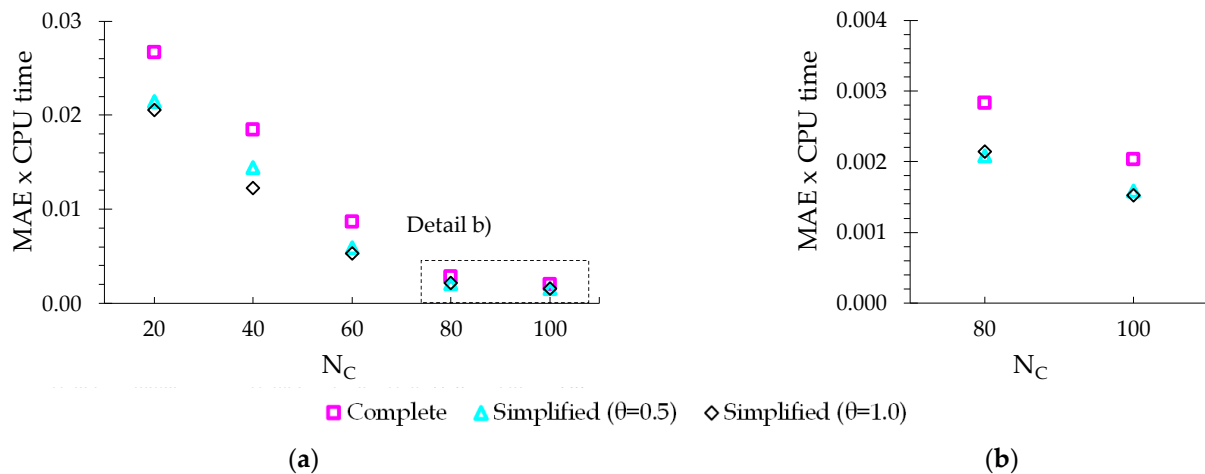 MAE x CPU time
0.03
0.02
0.01
0.00
20 40 60 80 100
N_C
Detail b)
MAE x CPU time
0.004
0.003
0.002
0.001
0.000
80 100
N_C
Complete Simplified (θ=0.5) Simplified (θ=1.0)
(a) (b)